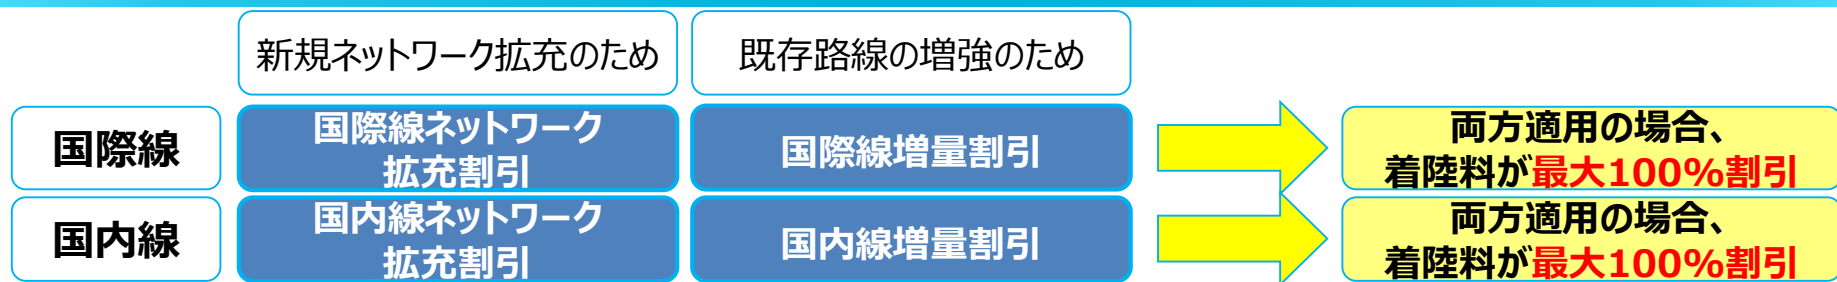 新規ネットワーク拡充のため
既存路線の増強のため
国際線
国際線ネットワーク
拡充割引
国際線増量割引
両方適用の場合、
着陸料が最大100%割引
国内線
国内線ネットワーク
拡充割引
国内線増量割引
両方適用の場合、
着陸料が最大100%割引